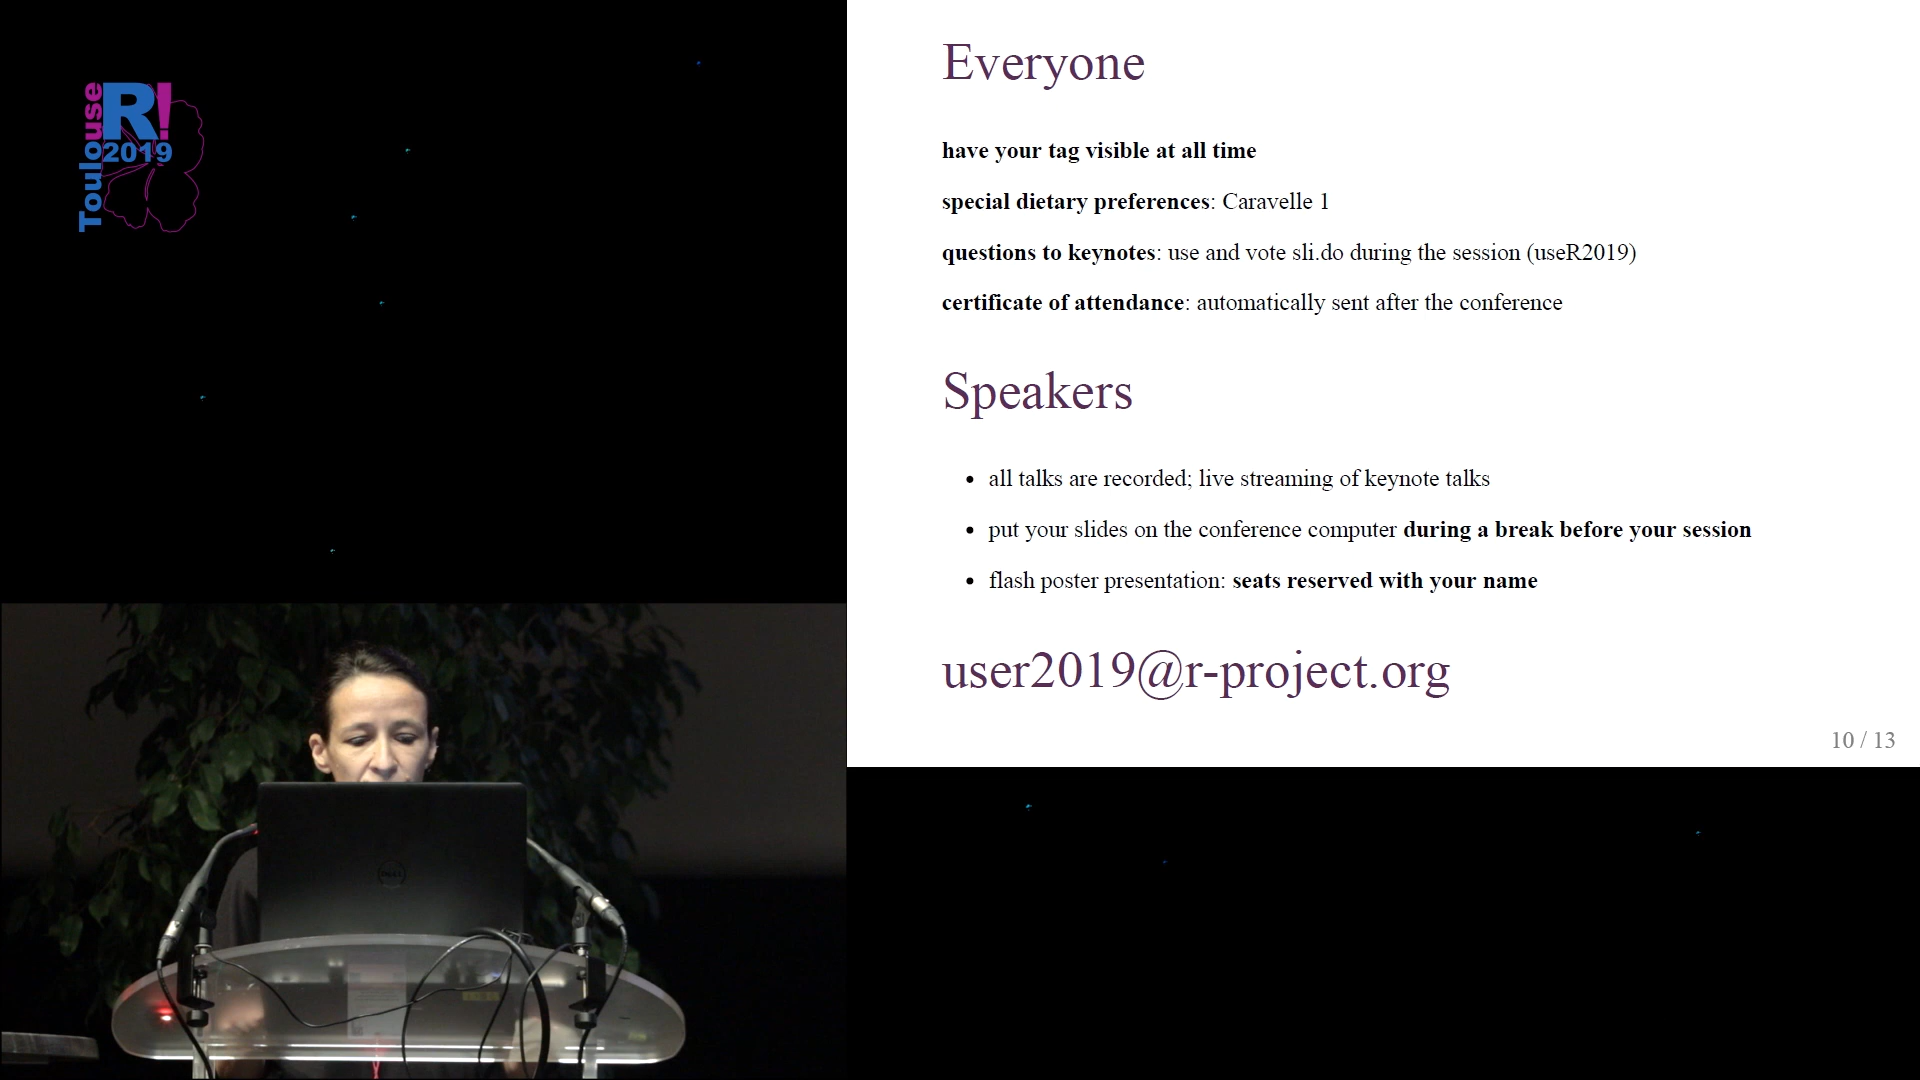 Toulouse
R!
2019
Everyone
have your tag visible at all time
special dietary preferences: Caravelle 1
questions to keynotes: use and vote sli.do during the session (useR2019)
certificate of attendance: automatically sent after the conference
Speakers
all talks are recorded; live streaming of keynote talks
put your slides on the conference computer during a break before your session
flash poster presentation: seats reserved with your name
user2019@r-project.org
10 / 13
DELL